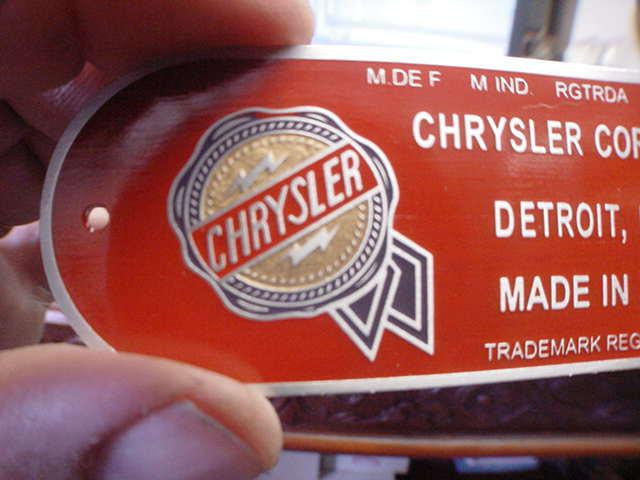 M.DE F M IND. RGTRDA
CHRYSLER COR
CHRYSLER
DETROIT,
MADE IN
TRADEMARK REG